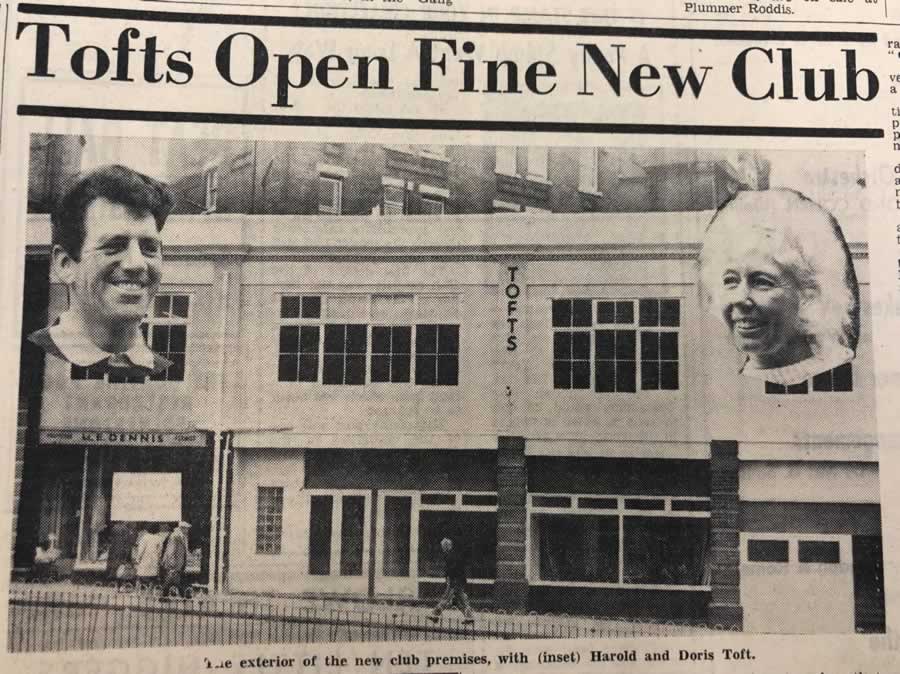 Plummer Roddis.
Tofts Open Fine New Club
TOFTS
M.E. DENNIS
The exterior of the new club premises, with (inset) Harold and Doris Toft.